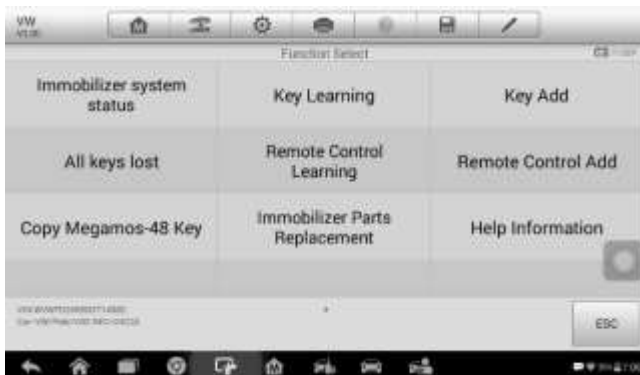 VW
Function Select
Immobilizer system
status
Key Learning
Key Add
All keys lost
Remote Control
Learning
Remote Control Add
Copy Megamos-48 Key
Immobilizer Parts
Replacement
Help Information
ESC